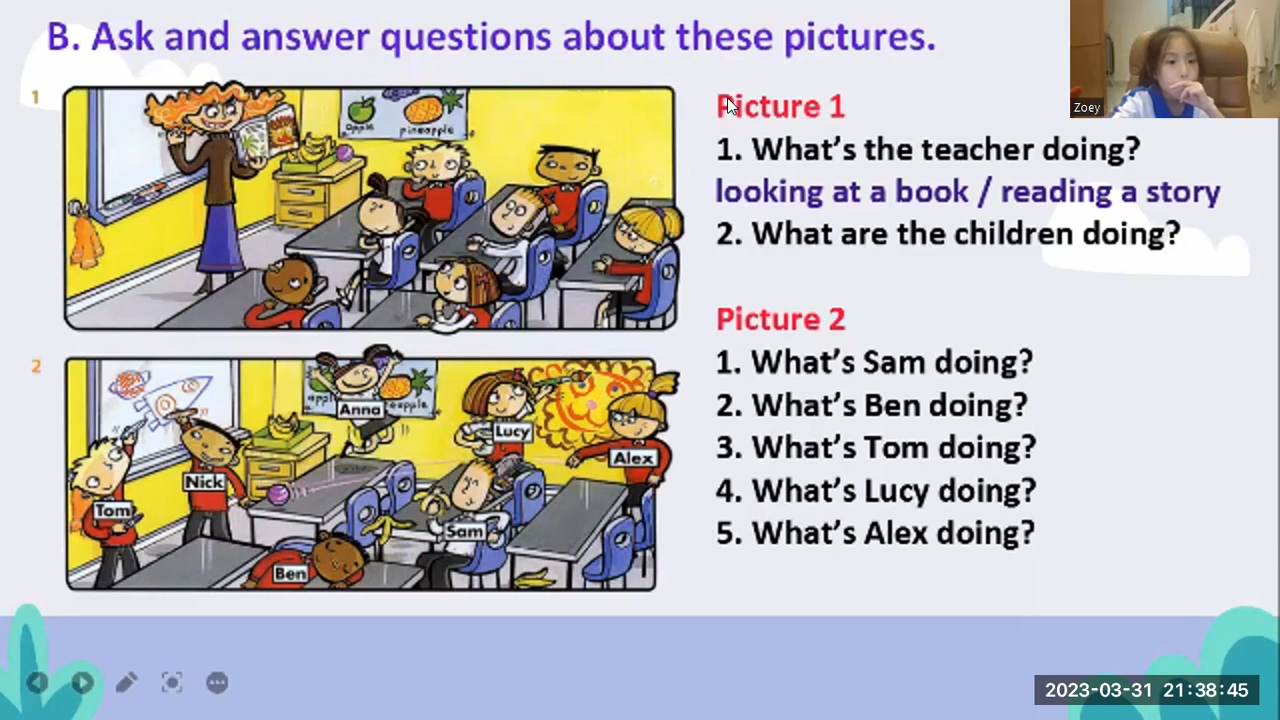 B. Ask and answer questions about these pictures.
Zoey
1
apple
pineapple
Picture 1
1. What's the teacher doing?
looking at a book / reading a story
2. What are the children doing?
2
Anna
Lucy
Alex
Nick
Tom
Sam
Ben
Picture 2
1. What's Sam doing?
2. What's Ben doing?
3. What's Tom doing?
4. What's Lucy doing?
5. What's Alex doing?
2023-03-31 21:38:45